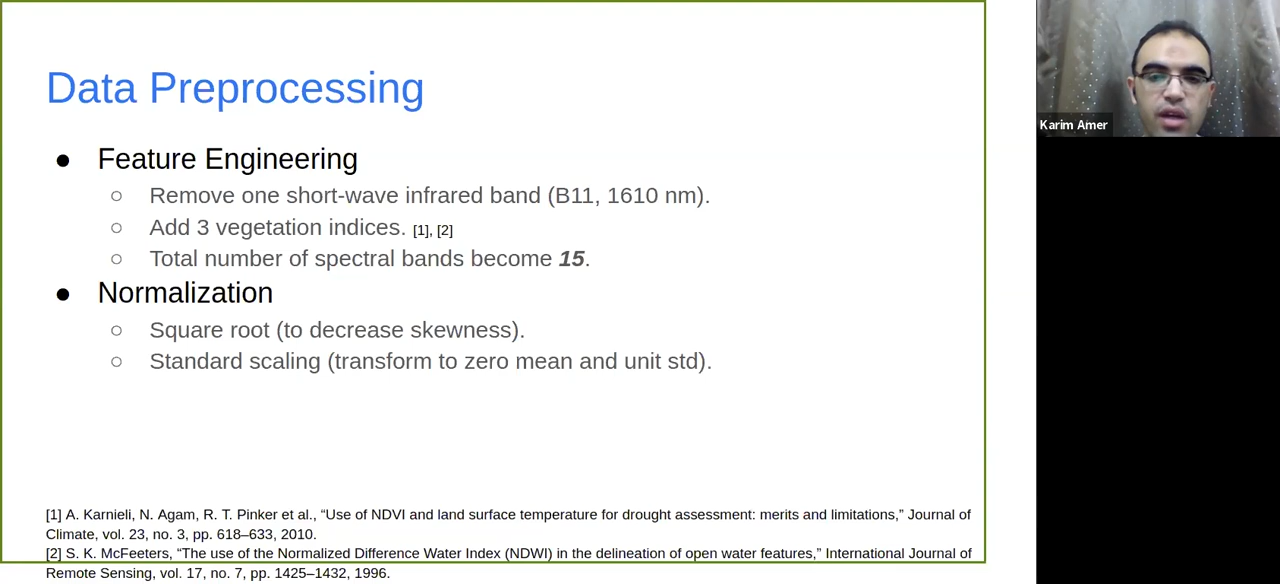 Data Preprocessing
● Feature Engineering
○ Remove one short-wave infrared band (B11, 1610 nm).
○ Add 3 vegetation indices. [1], [2]
○ Total number of spectral bands become 15.
● Normalization
○ Square root (to decrease skewness).
○ Standard scaling (transform to zero mean and unit std).
[1] A. Karnieli, N. Agam, R. T. Pinker et al., “Use of NDVI and land surface temperature for drought assessment: merits and limitations,” Journal of
Climate, vol. 23, no. 3, pp. 618–633, 2010.
[2] S. K. McFeeters, “The use of the Normalized Difference Water Index (NDWI) in the delineation of open water features,” International Journal of
Remote Sensing, vol. 17, no. 7, pp. 1425–1432, 1996.
Karim Amer